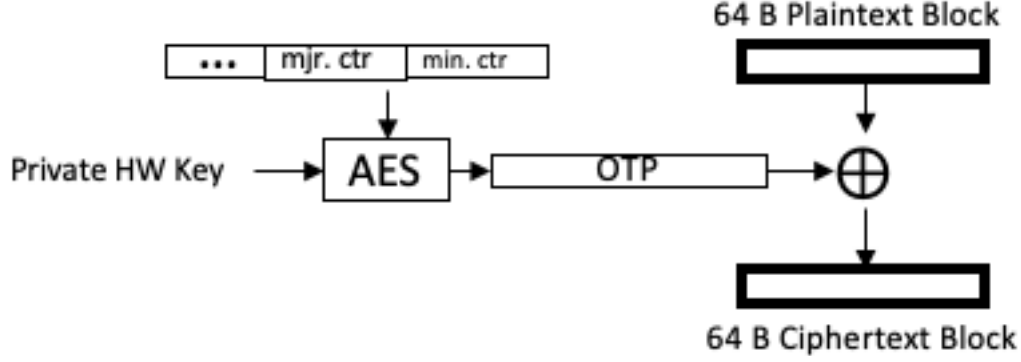 64 B Plaintext Block
... mjr. ctr min. ctr
Private HW Key AES OTP
64 B Ciphertext Block